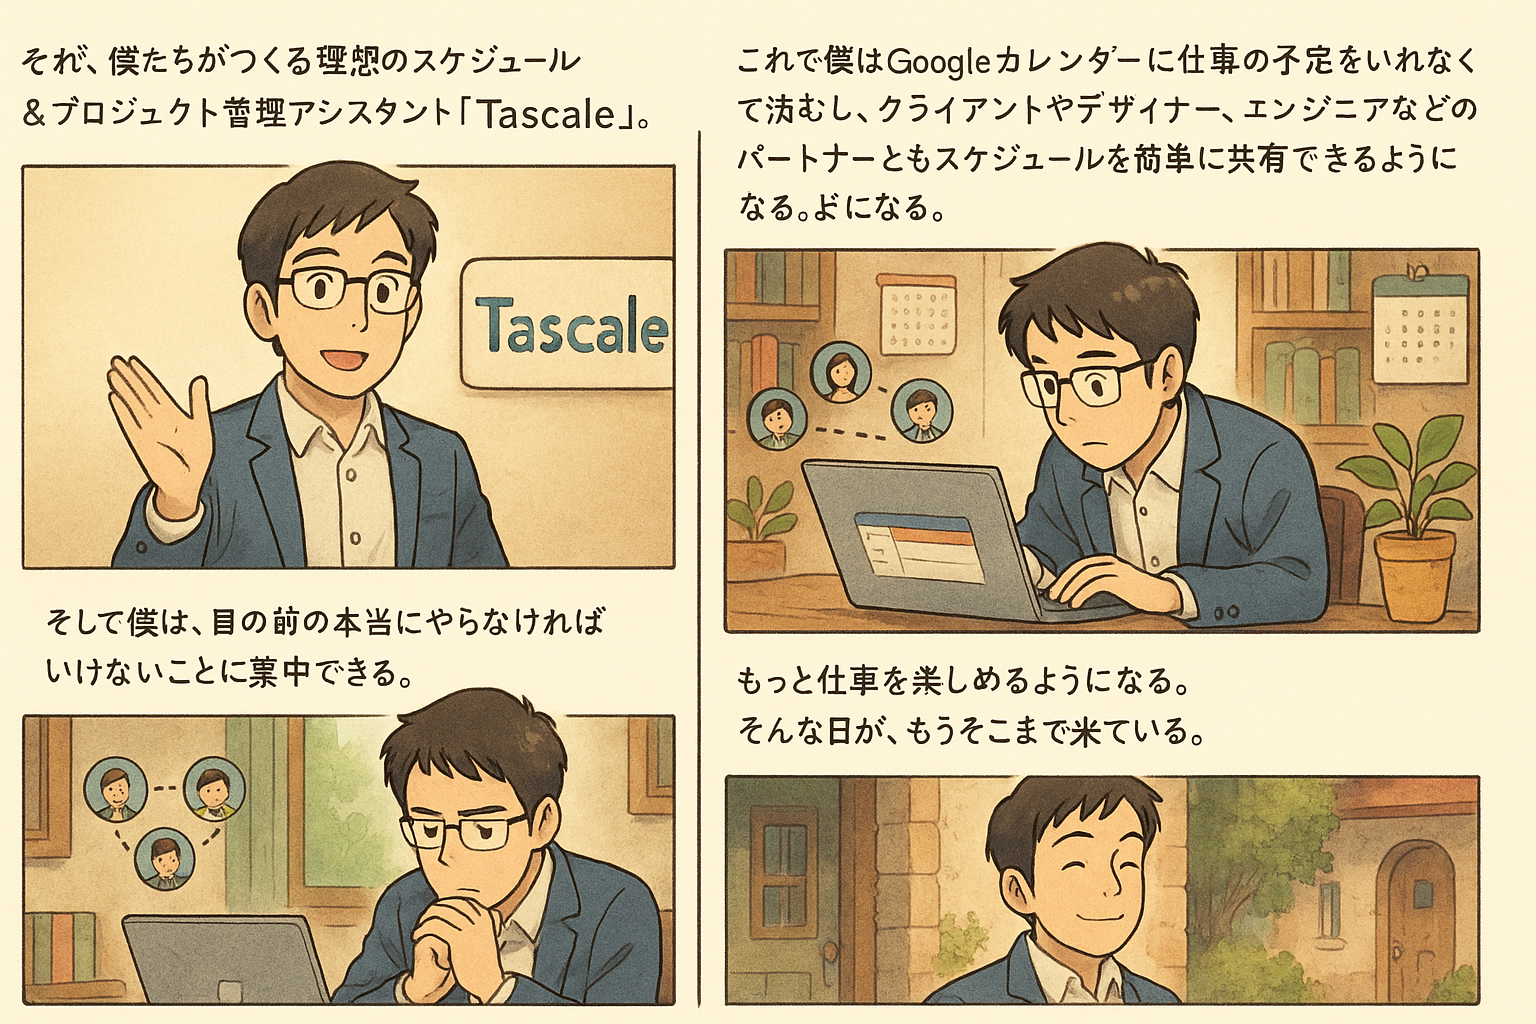 それが、僕たちがつくる理想のスケジュール
＆プロジェクト管理アシスタント「Tascale」。
Tascale
そして僕は、目の前の本当にやらなければ
いけないことに菓中できる。
これで僕はGoogleカレンダーに仕事の予定をいれなく
て済むし、クライアントやデザイナー、エンジニアなどの
パートナーともスケジュールを簡単に共有できるように
なる。よになる。
もっと仕車を楽しめるようになる。
そんな日が、もうそこまで米ている。